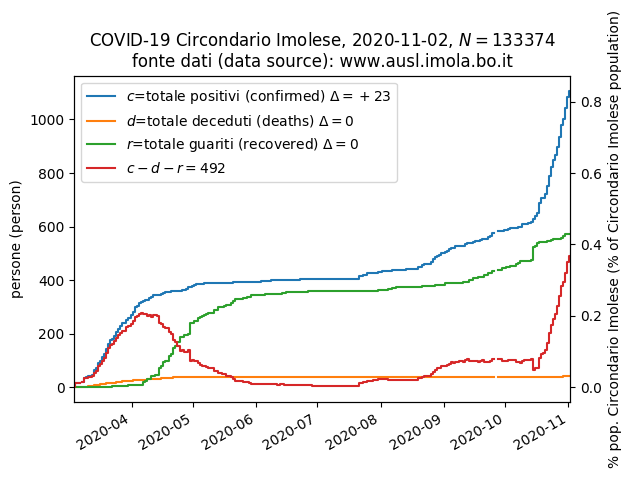 COVID-19 Circondario Imolese, 2020-11-02, N = 133374
fonte dati (data source): www.ausl.imola.bo.it
c=totale positivi (confirmed) Δ = +23
d=totale deceduti (deaths) Δ = 0
r=totale guariti (recovered) Δ = 0
c − d − r = 492
persone (person)
1000
800
600
400
200
0
0.8
0.6
0.4
0.2
0.0
% pop. Circondario Imolese (% of Circondario Imolese population)
2020-04
2020-05
2020-06
2020-07
2020-08
2020-09
2020-10
2020-11